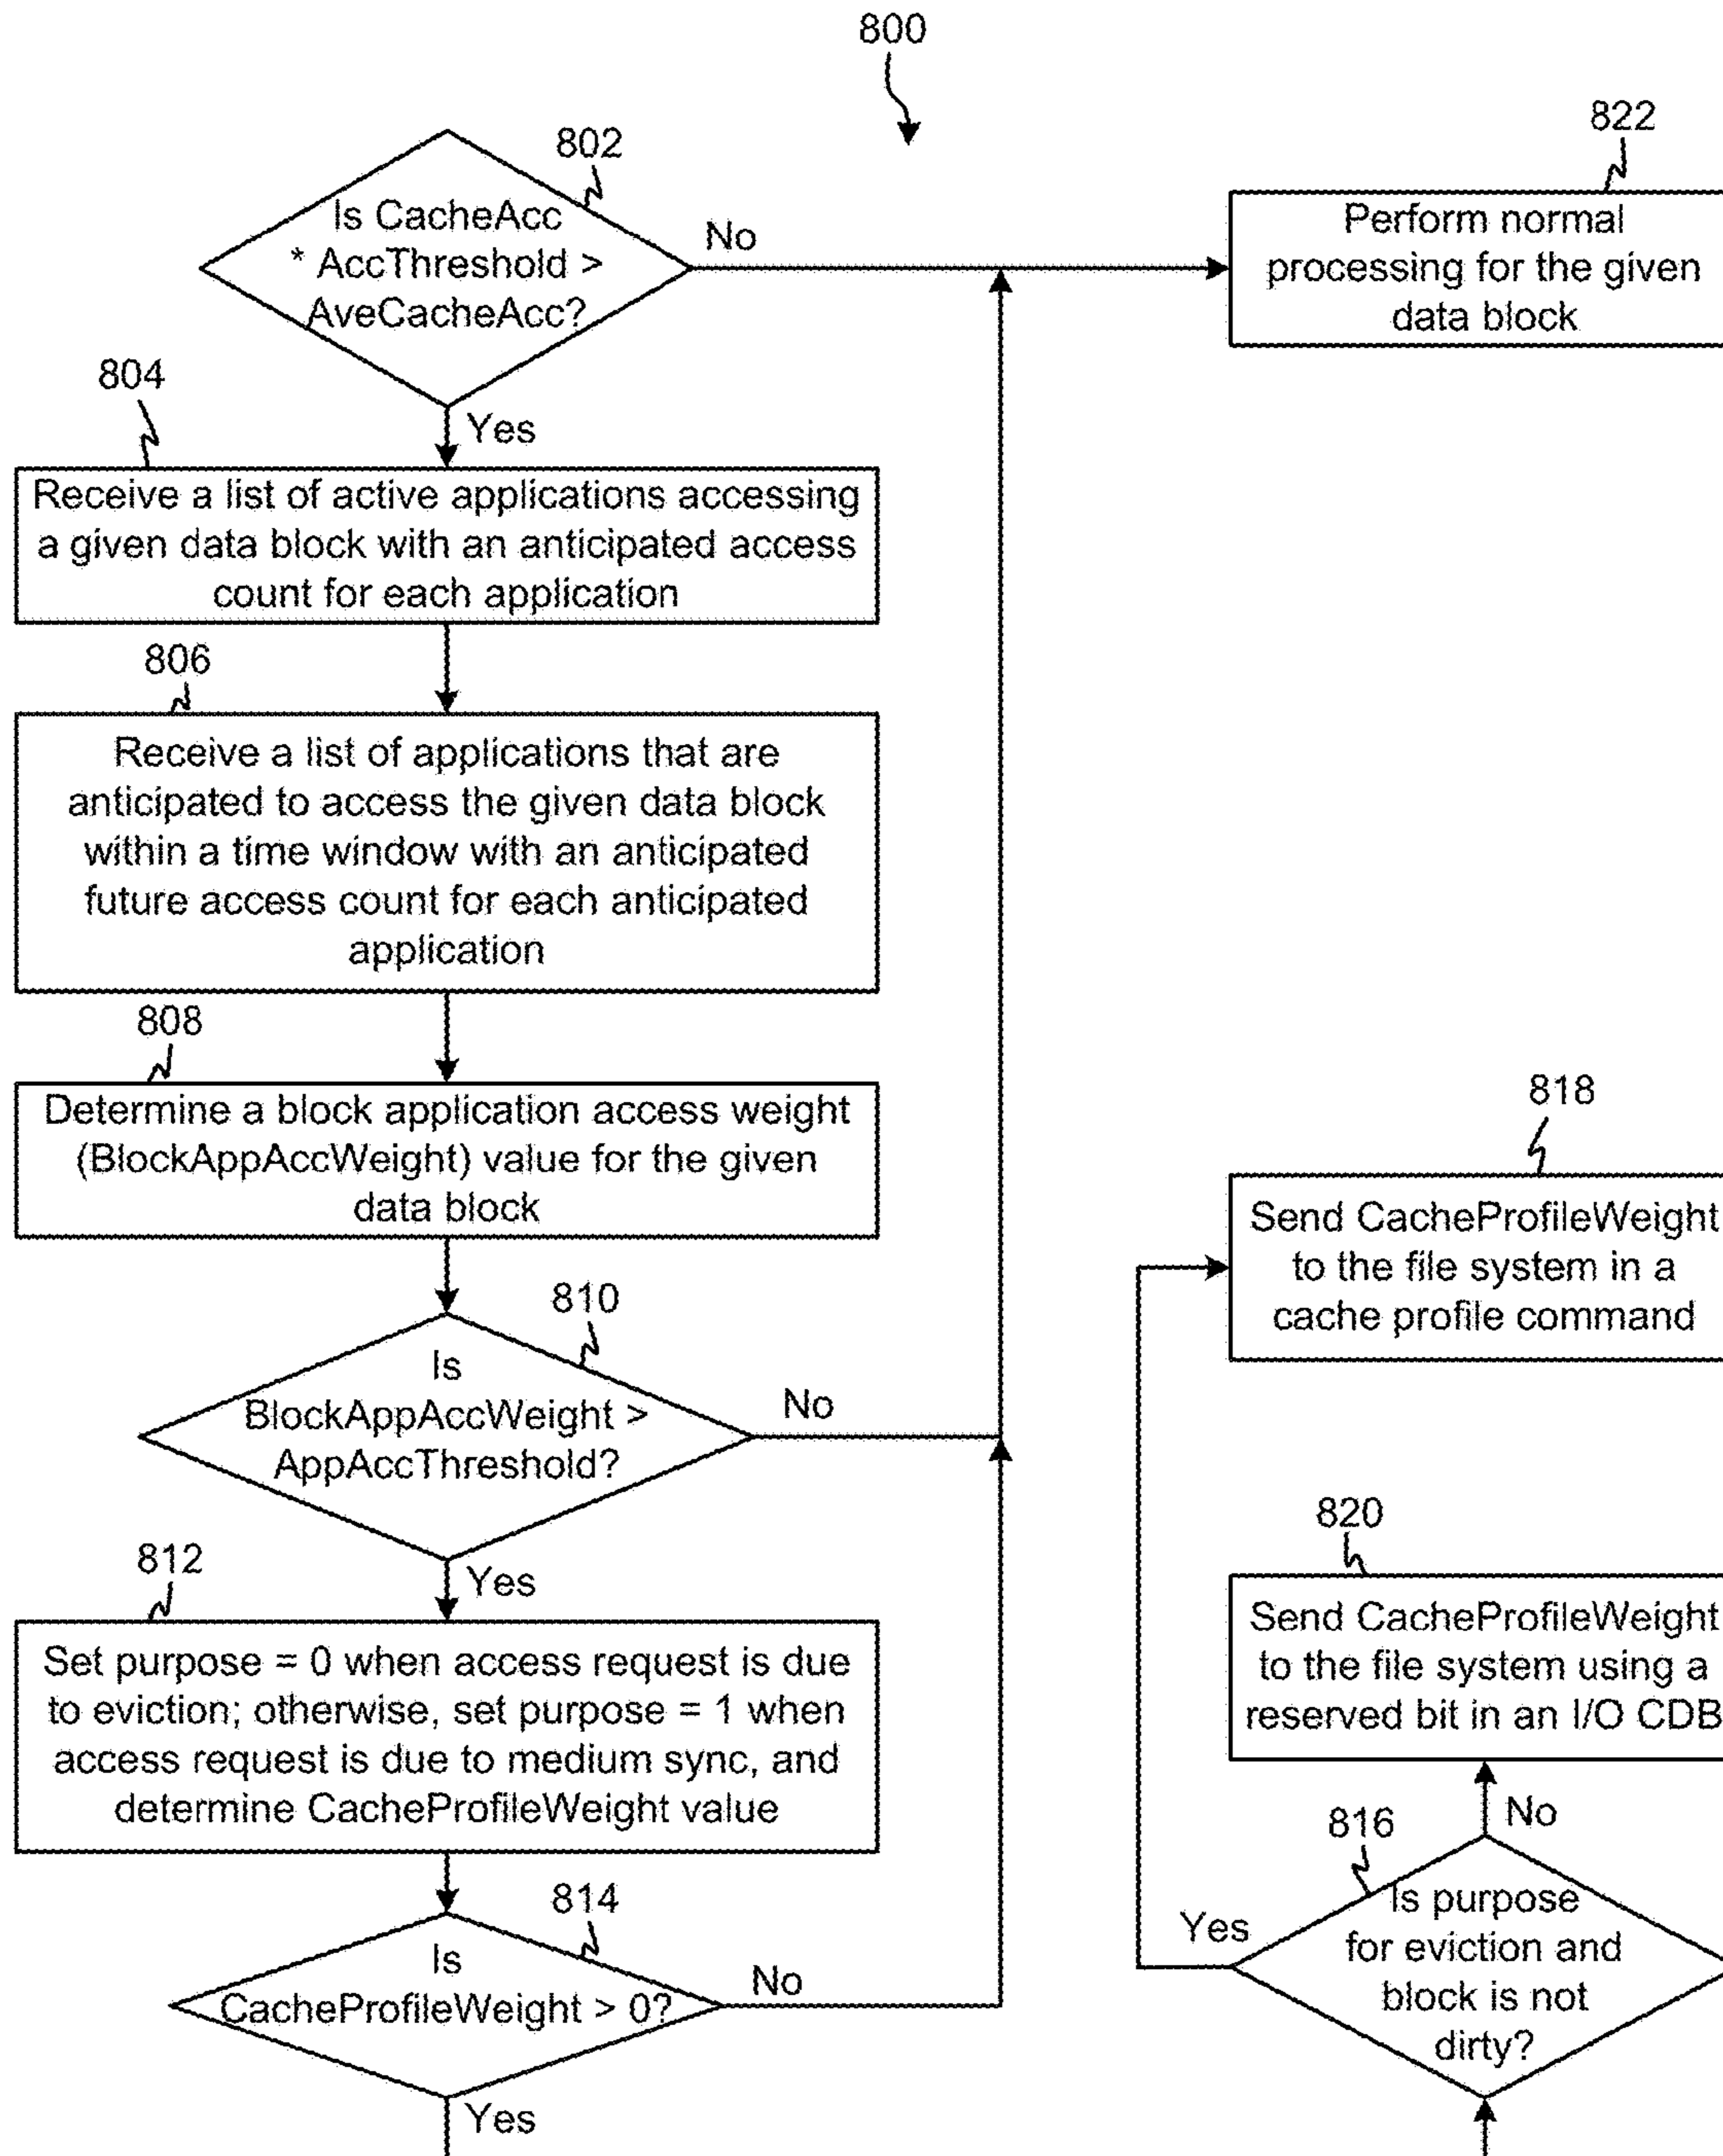 800
802
Is CacheAcc
* AccThreshold >
AveCacheAcc?
No
Yes
822
Perform normal
processing for the given
data block
804
Receive a list of active applications accessing
a given data block with an anticipated access
count for each application
806
Receive a list of applications that are
anticipated to access the given data block
within a time window with an anticipated
future access count for each anticipated
application
808
Determine a block application access weight
(BlockAppAccWeight) value for the given
data block
810
Is
BlockAppAccWeight >
AppAccThreshold?
No
Yes
812
Set purpose = 0 when access request is due
to eviction; otherwise, set purpose = 1 when
access request is due to medium sync, and
determine CacheProfileWeight value
814
Is
CacheProfileWeight > 0?
No
Yes
818
Send CacheProfileWeight
to the file system in a
cache profile command
820
Send CacheProfileWeight
to the file system using a
reserved bit in an I/O CDB
No
816
Yes
Is purpose
for eviction and
block is not
dirty?